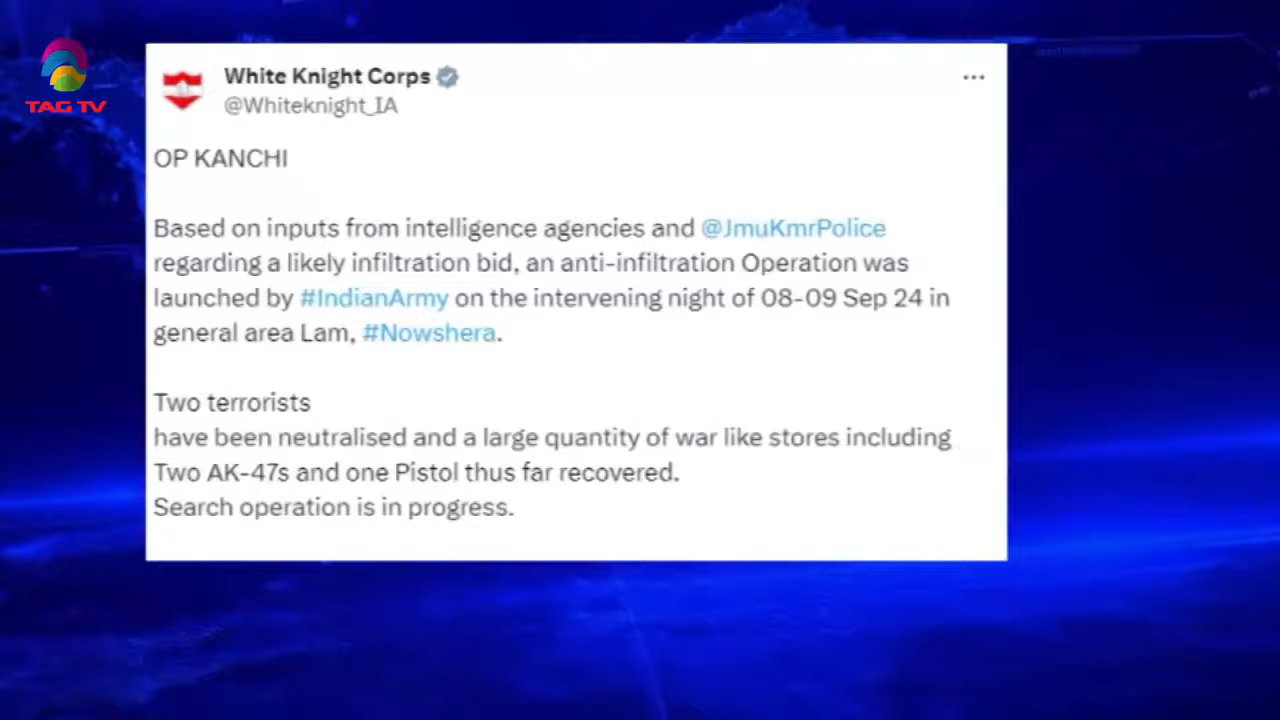 TAG TV
White Knight Corps
@Whiteknight_IA
OP KANCHI
Based on inputs from intelligence agencies and @JmuKmrPolice
regarding a likely infiltration bid, an anti-infiltration Operation was
launched by #IndianArmy on the intervening night of 08-09 Sep 24 in
general area Lam, #Nowshera.
Two terrorists
have been neutralised and a large quantity of war like stores including
Two AK-47s and one Pistol thus far recovered.
Search operation is in progress.